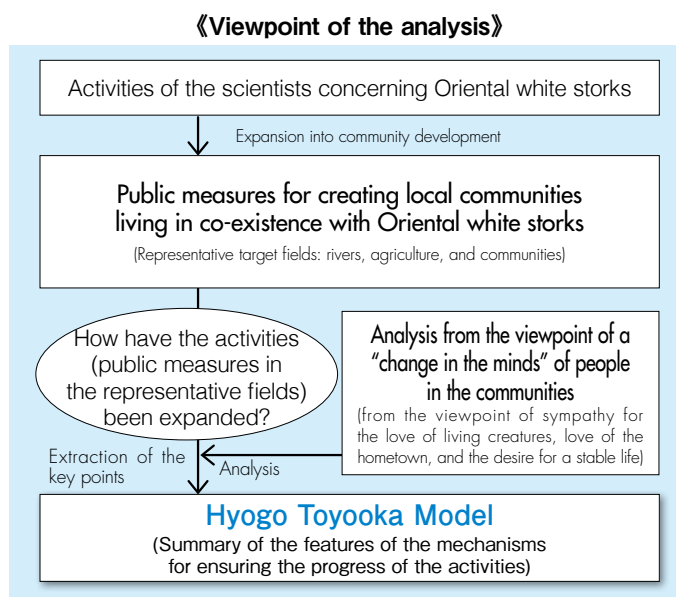 《Viewpoint of the analysis》
Activities of the scientists concerning Oriental white storks
Expansion into community development
Public measures for creating local communities
living in co-existence with Oriental white storks
(Representative target fields: rivers, agriculture, and communities)
How have the activities
(public measures in
the representative fields)
been expanded?
Analysis from the viewpoint of a
“change in the minds” of people
in the communities
(from the viewpoint of sympathy for
the love of living creatures, love of the
hometown, and the desire for a stable life)
Extraction of the
key points
Analysis
Hyogo Toyooka Model
(Summary of the features of the mechanisms
for ensuring the progress of the activities)